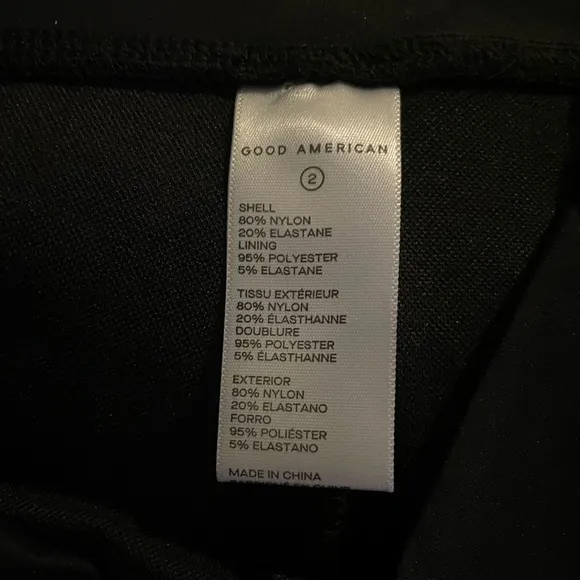 GOOD AMERICAN
2
SHELL
80% NYLON
20% ELASTANE
LINING
95% POLYESTER
5% ELASTANE
TISSU EXTÉRIEUR
80% NYLON
20% ÉLASTHANNE
DOUBLURE
95% POLYESTER
5% ÉLASTHANNE
EXTERIOR
80% NYLON
20% ELASTANO
FORRO
95% POLIÉSTER
5% ELASTANO
MADE IN CHINA